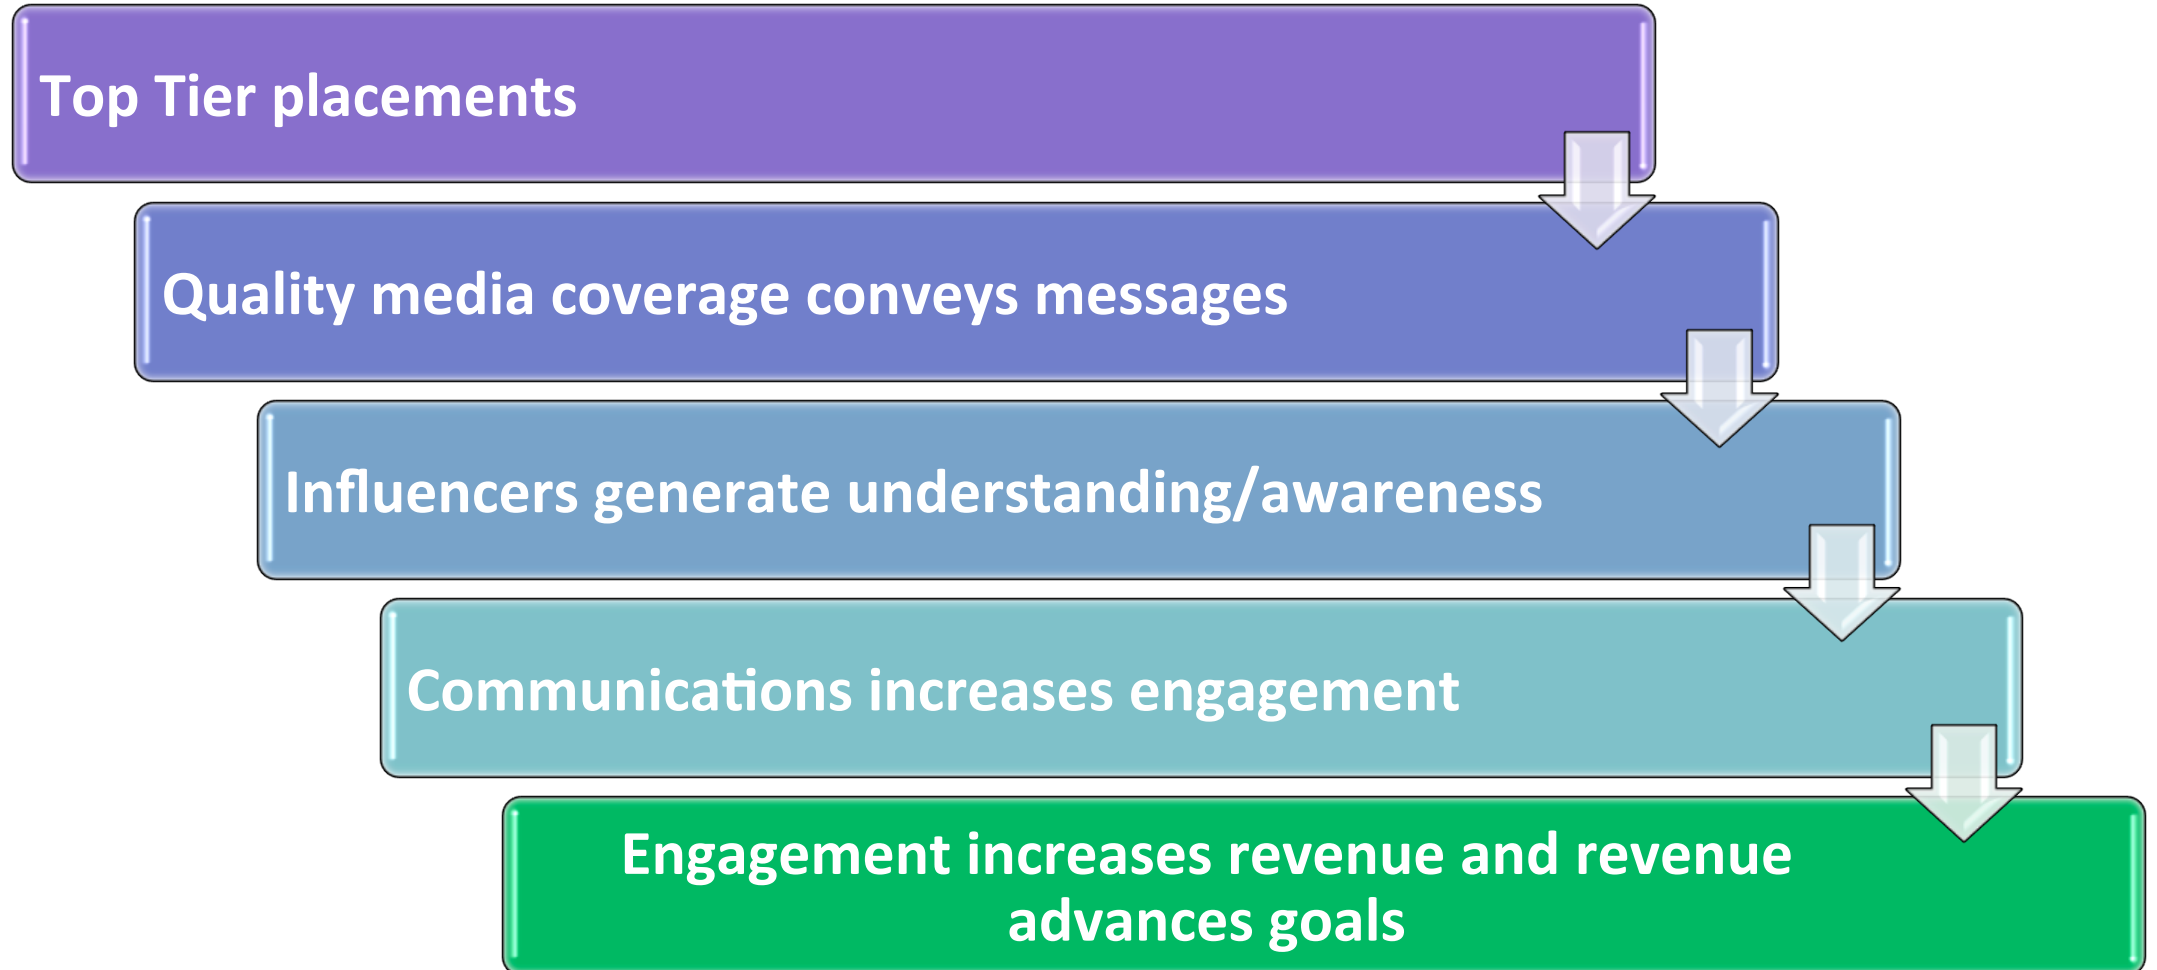 Top Tier placements
Quality media coverage conveys messages
Influencers generate understanding/awareness
Communications increases engagement
Engagement increases revenue and revenue
advances goals